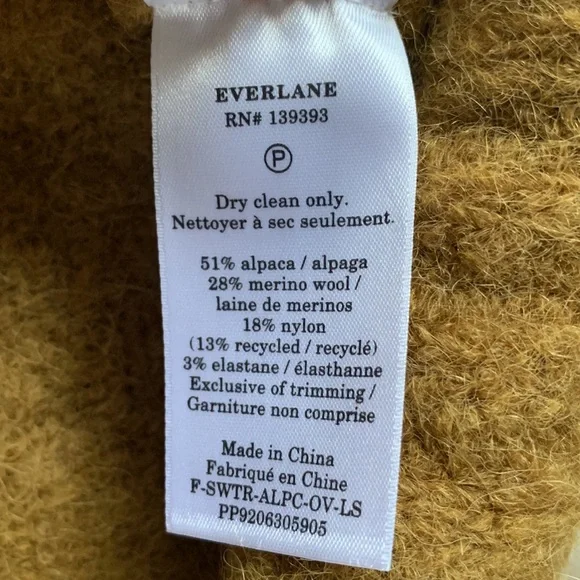 EVERLANE
RN# 139393
P
Dry clean only.
Nettoyer à sec seulement.
51% alpaca / alpaga
28% merino wool /
laine de merinos
18% nylon
(13% recycled / recyclé)
3% elastane / élasthanne
Exclusive of trimming /
Garniture non comprise
Made in China
Fabriqué en Chine
F-SWTR-ALPC-OV-LS
PP9206305905